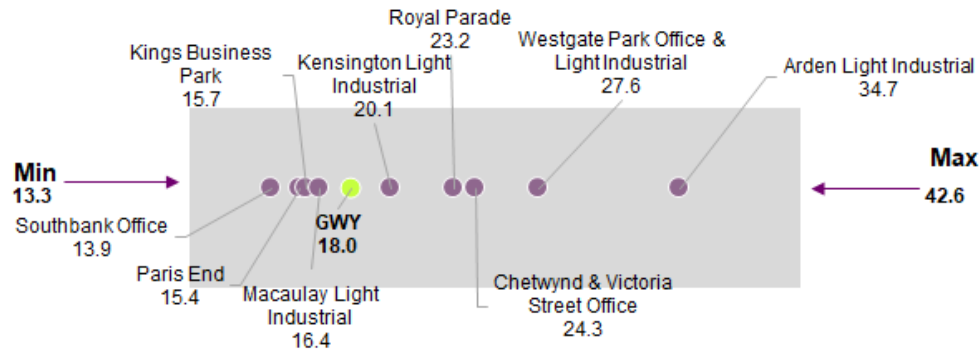 Royal Parade
23.2
Westgate Park Office &
Light Industrial
27.6
Kings Business
Park
15.7
Kensington Light
Industrial
20.1
Arden Light Industrial
34.7
Min
13.3
Max
42.6
Southbank Office
13.9
GWY
18.0
Paris End
15.4
Macaulay Light
Industrial
16.4
Chetwynd & Victoria
Street Office
24.3